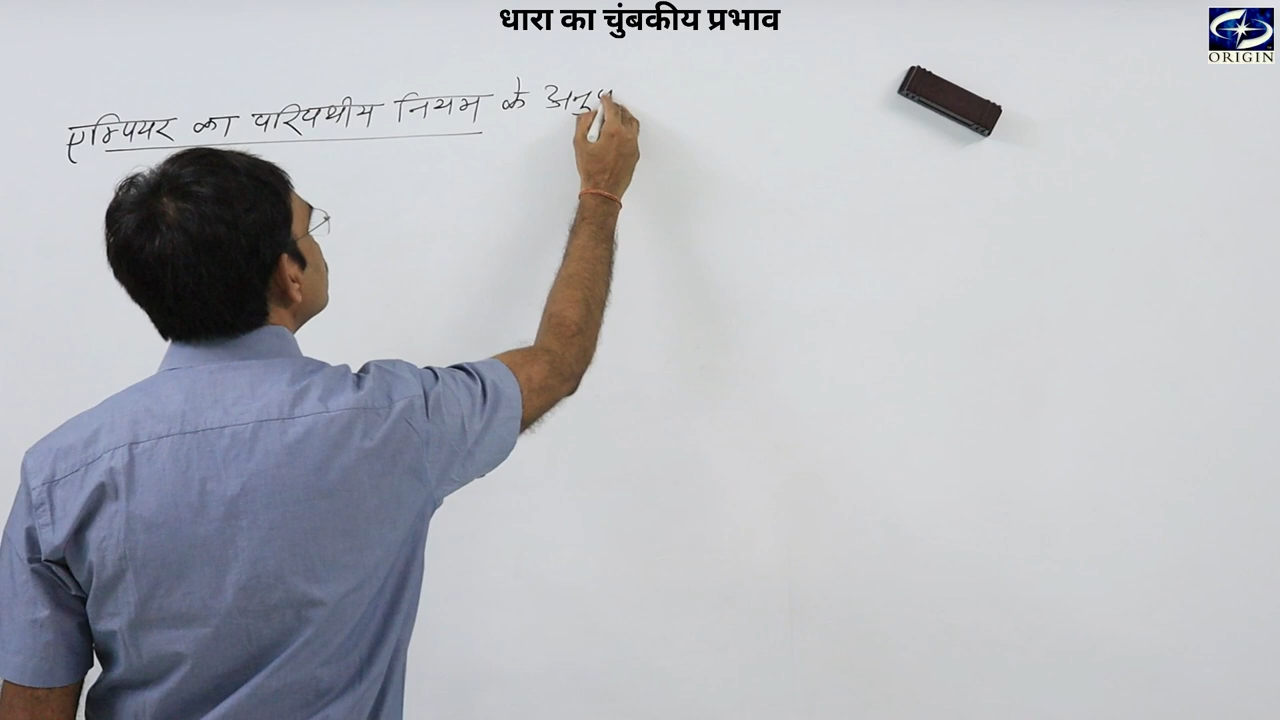 धारा का चुंबकीय प्रभाव
ORIGIN
एम्पियर का परिपथीय नियम के